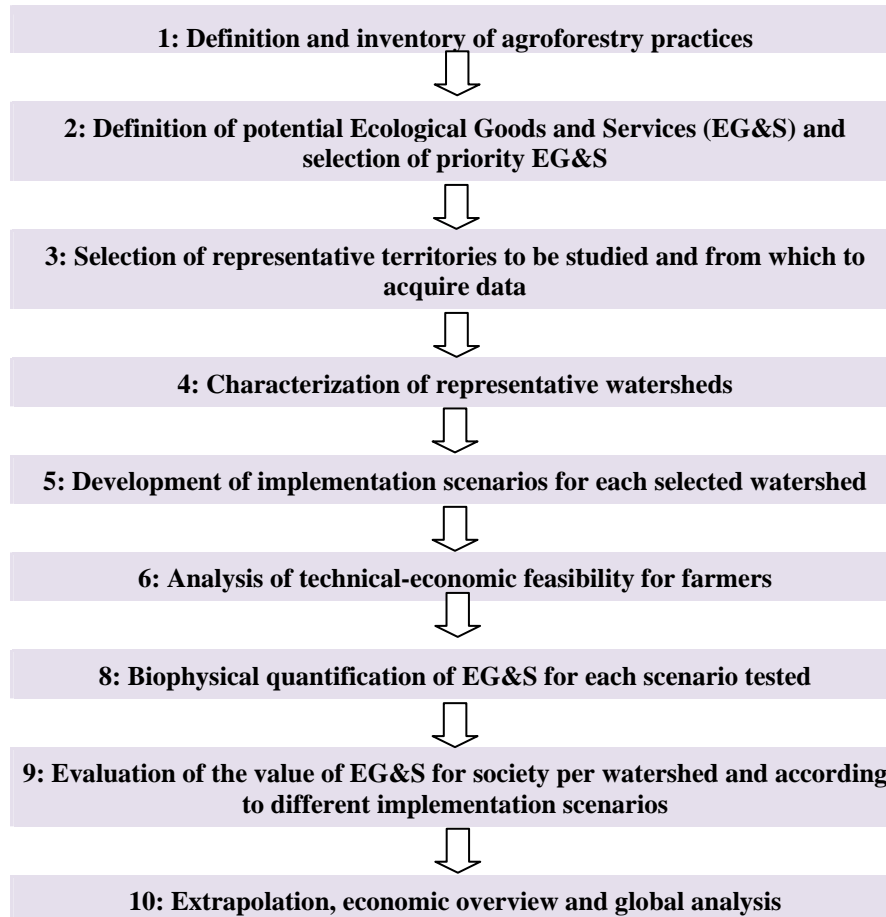 1: Definition and inventory of agroforestry practices
2: Definition of potential Ecological Goods and Services (EG&S) and
selection of priority EG&S
3: Selection of representative territories to be studied and from which to
acquire data
4: Characterization of representative watersheds
5: Development of implementation scenarios for each selected watershed
6: Analysis of technical-economic feasibility for farmers
8: Biophysical quantification of EG&S for each scenario tested
9: Evaluation of the value of EG&S for society per watershed and according
to different implementation scenarios
10: Extrapolation, economic overview and global analysis